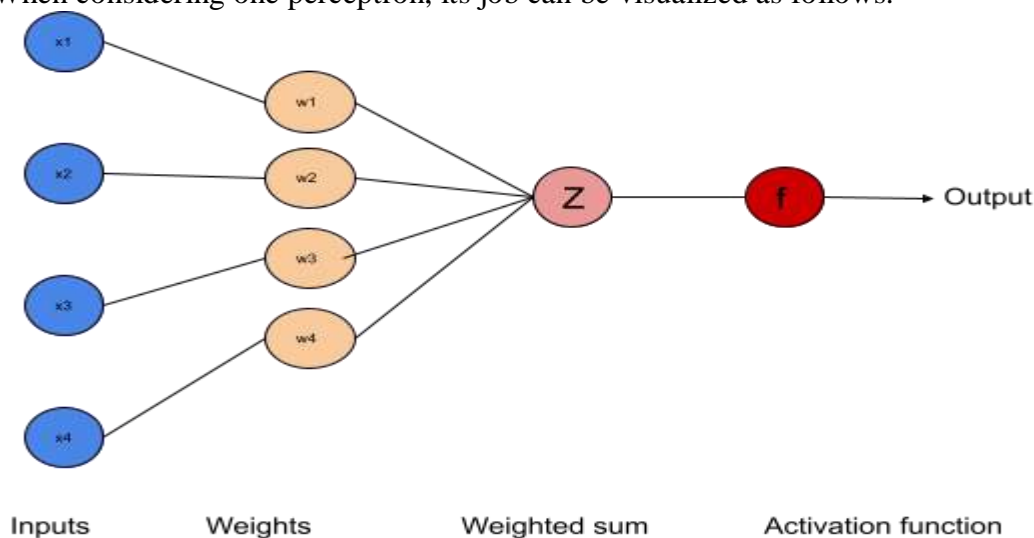 When considering one perceptron, its job can be visualized as follows:
x1
w1
x2
w2
Z
f
Output
w3
x3
w4
x4
Inputs
Weights
Weighted sum
Activation function